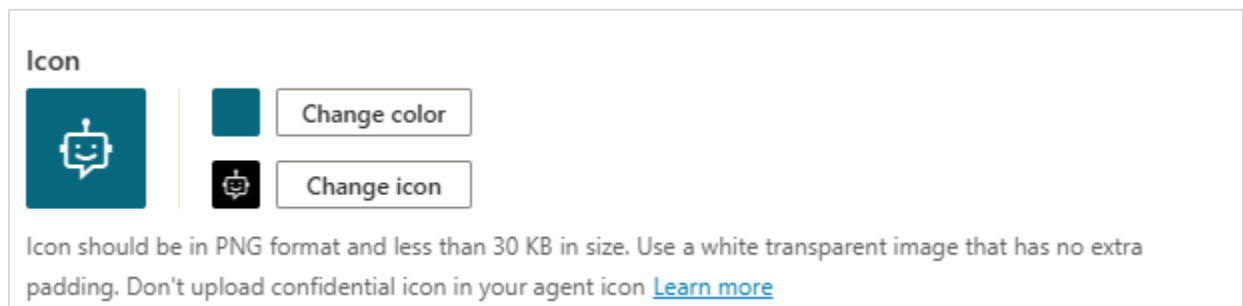 Icon
Change color
Change icon
Icon should be in PNG format and less than 30 KB in size. Use a white transparent image that has no extra
padding. Don't upload confidential icon in your agent icon Learn more